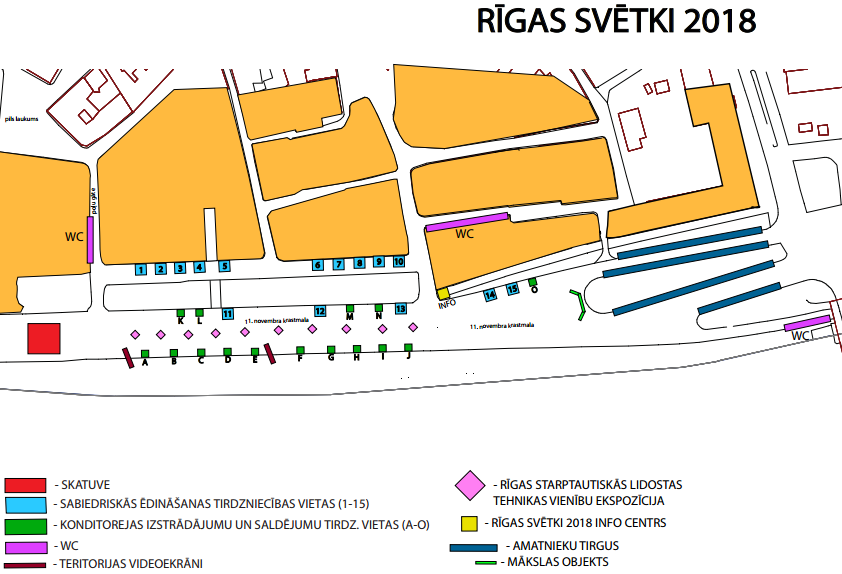 RĪGAS SVĒTKI 2018
pils laukums
poļu gāte
WC
WC
1 2 3 4 5
6 7 8 9 10
INFO
14 15 O
K L 11
12 M N 13
11. novembra krastmala
11. novembra krastmala
WC
A B C D E F G H I J
- SKATUVE
- SABIEDRISKĀS ĒDINĀŠANAS TIRDZNIECĪBAS VIETAS (1-15)
- KONDITOREJAS IZSTRĀDĀJUMU UN SALDĒJUMU TIRDZ. VIETAS (A-O)
- WC
- TERITORIJAS VIDEOEKRĀNI
- RĪGAS STARPTAUTISKĀS LIDOSTAS
TEHNIKAS VIENĪBU EKSPOZĪCIJA
- RĪGAS SVĒTKI 2018 INFO CENTRS
- AMATNIEKU TIRGUS
- MĀKSLAS OBJEKTS